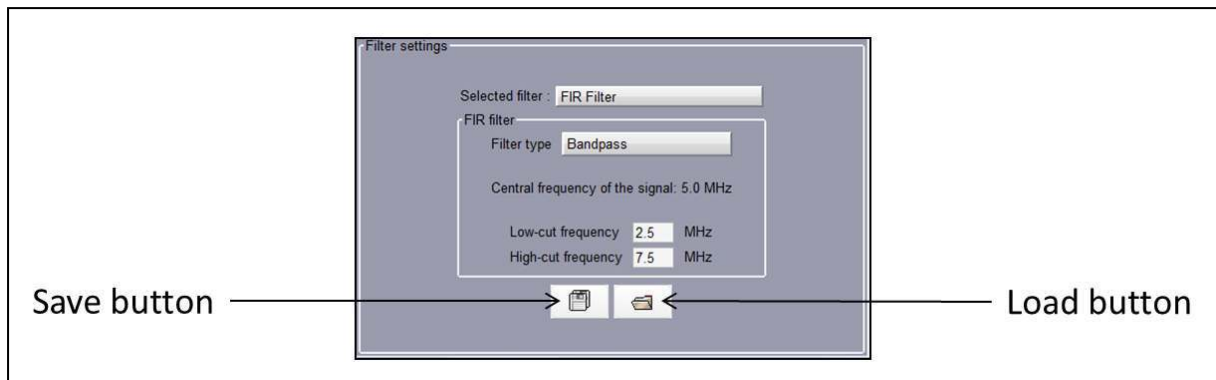 Filter settings
Selected filter : FIR Filter
FIR filter
Filter type Bandpass
Central frequency of the signal: 5.0 MHz
Low-cut frequency 2.5 MHz
High-cut frequency 7.5 MHz
Save button
Load button